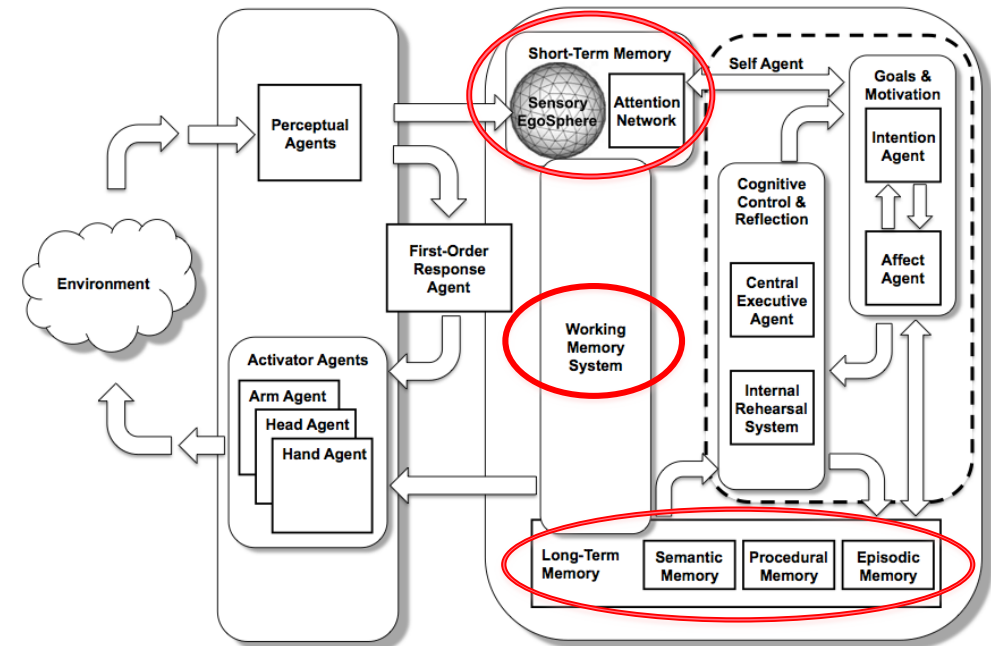 Short-Term Memory
Sensory
EgoSphere
Attention
Network
Self Agent
Goals &
Motivation
Intention
Agent
Affect
Agent
Perceptual
Agents
Cognitive
Control &
Reflection
Central
Executive
Agent
Internal
Rehearsal
System
First-Order
Response
Agent
Environment
Working
Memory
System
Activator Agents
Arm Agent
Head Agent
Hand Agent
Long-Term
Memory
Semantic
Memory
Procedural
Memory
Episodic
Memory